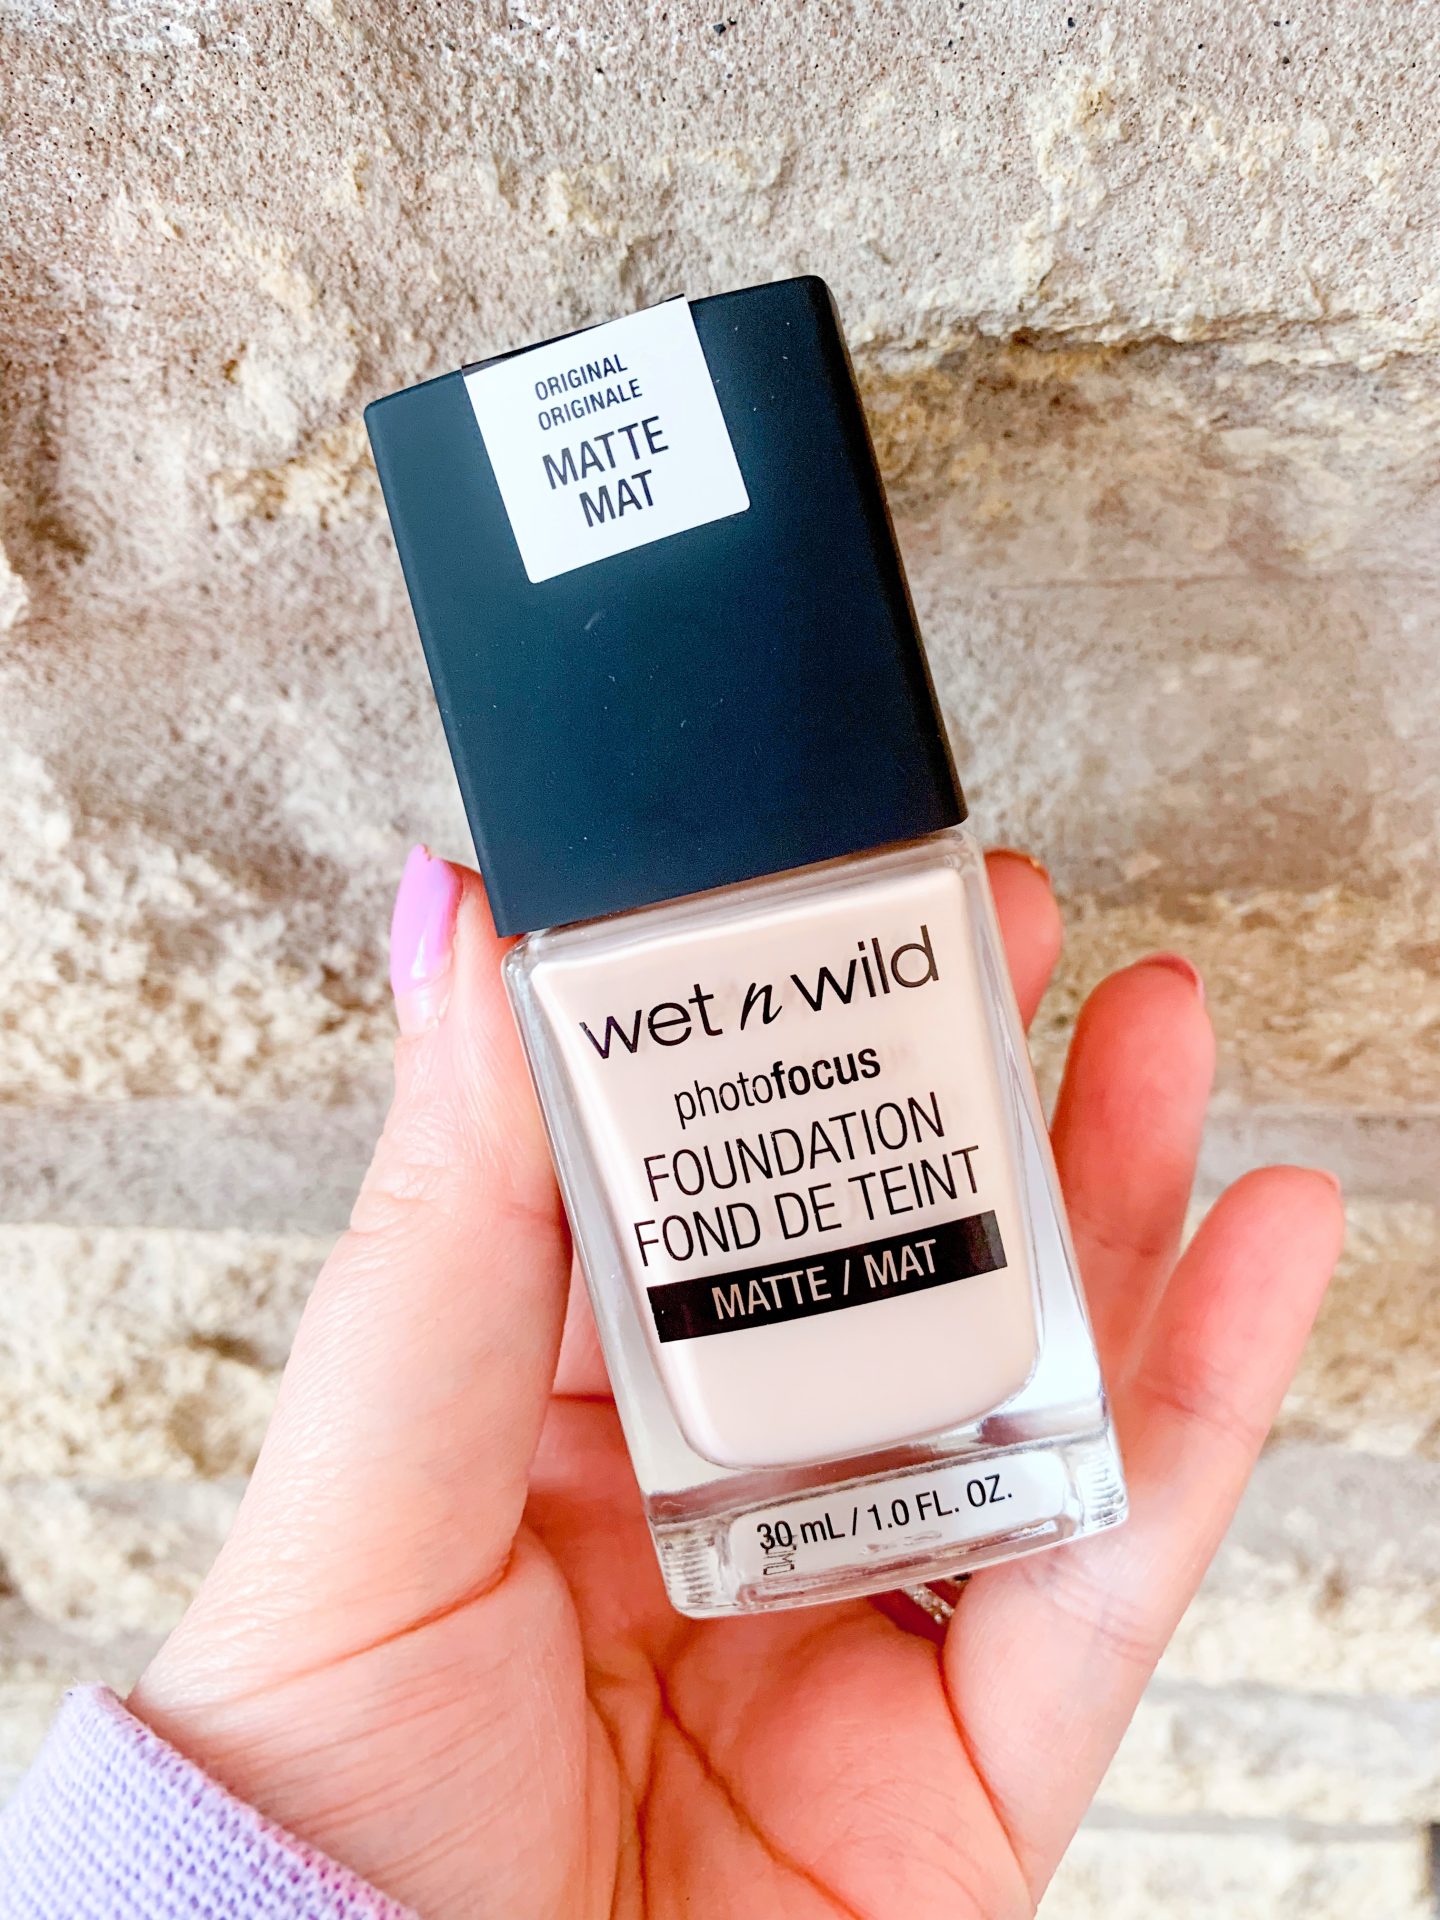 ORIGINAL
ORIGINALE
MATTE
MAT
wet n wild
photofocus
FOUNDATION
FOND DE TEINT
MATTE / MAT
30 mL / 1.0 FL. OZ.